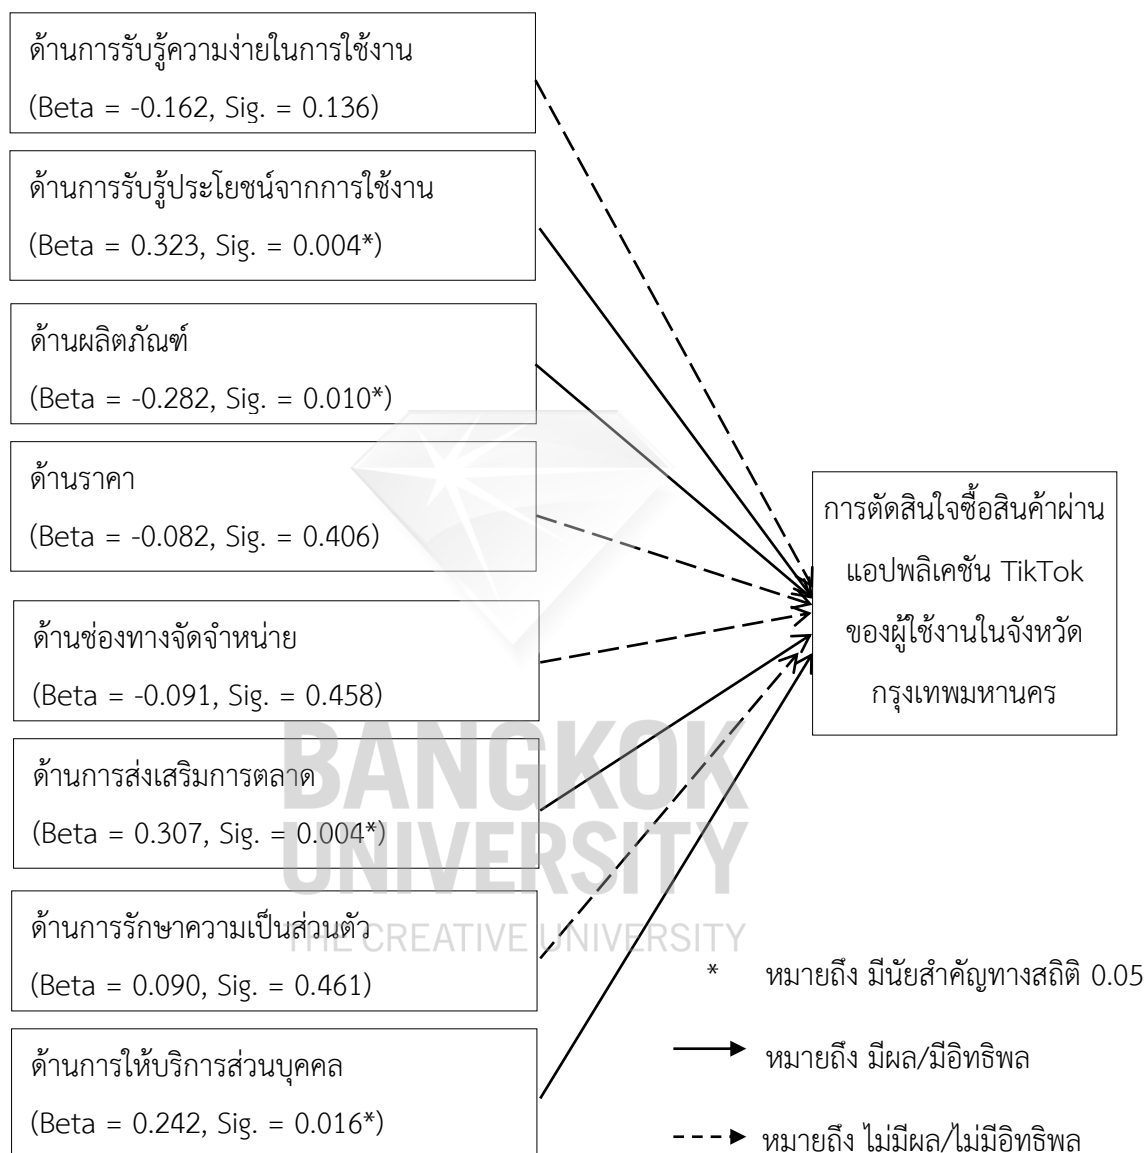 ด้านการรับรู้ความง่ายในการใช้งาน
(Beta = -0.162, Sig. = 0.136)
ด้านการรับรู้ประโยชน์จากการใช้งาน
(Beta = 0.323, Sig. = 0.004*)
ด้านผลิตภัณฑ์
(Beta = -0.282, Sig. = 0.010*)
ด้านราคา
(Beta = -0.082, Sig. = 0.406)
ด้านช่องทางจัดจำหน่าย
(Beta = -0.091, Sig. = 0.458)
ด้านการส่งเสริมการตลาด
(Beta = 0.307, Sig. = 0.004*)
ด้านการรักษาความเป็นส่วนตัว
(Beta = 0.090, Sig. = 0.461)
ด้านการให้บริการส่วนบุคคล
(Beta = 0.242, Sig. = 0.016*)
การตัดสินใจซื้อสินค้าผ่าน
แอปพลิเคชัน TikTok
ของผู้ใช้งานในจังหวัด
กรุงเทพมหานคร
BANGKOK
UNIVERSITY
THE CREATIVE UNIVERSITY
* หมายถึง มีนัยสำคัญทางสถิติ 0.05
หมายถึง มีผล/มีอิทธิพล
หมายถึง ไม่มีผล/ไม่มีอิทธิพล